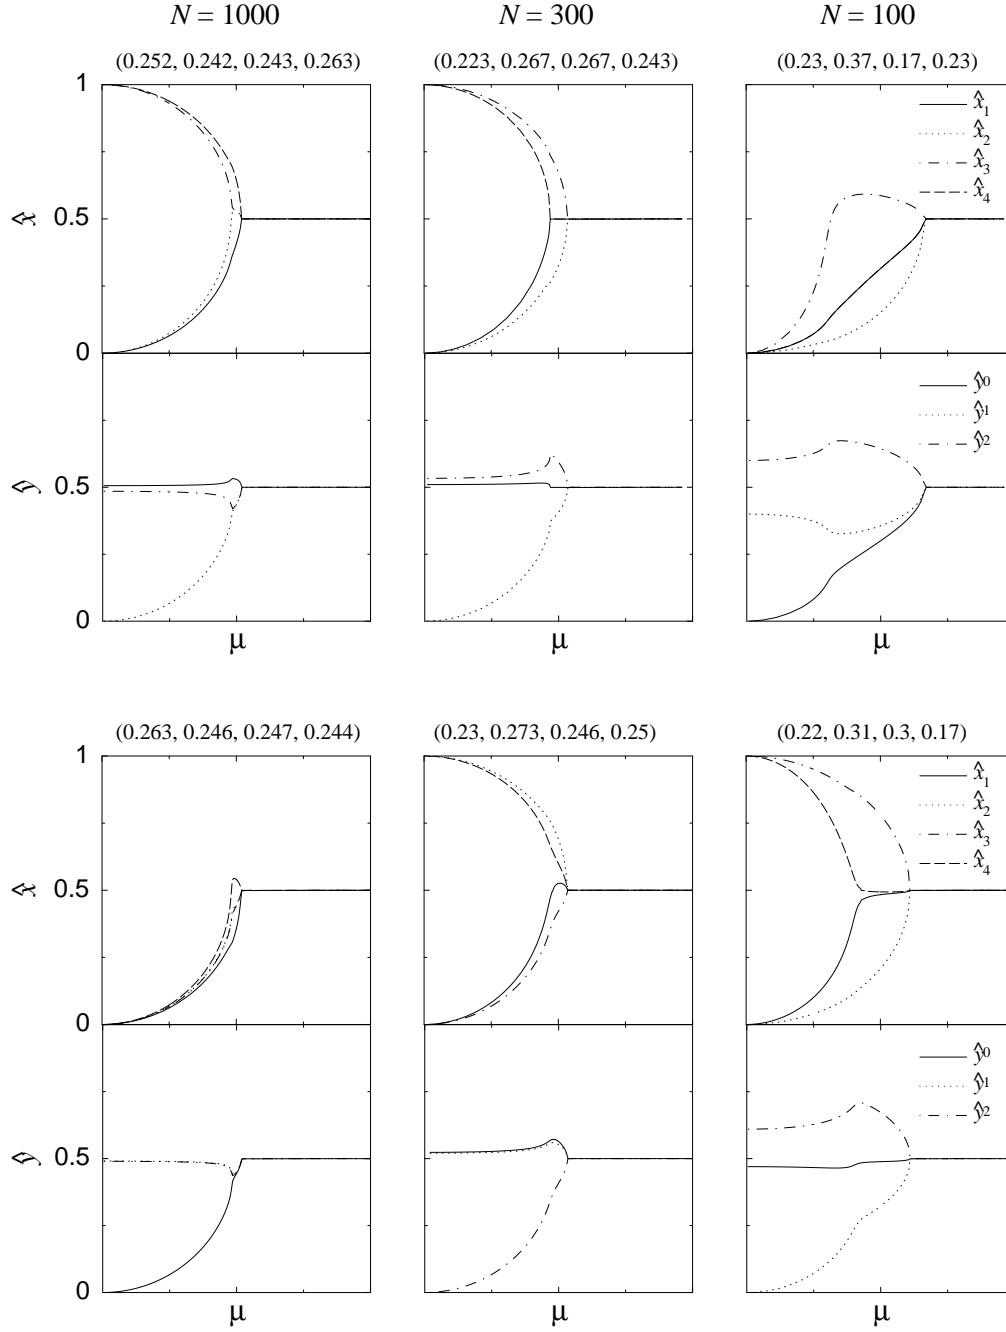 N = 1000 N = 300 N = 100
(0.252, 0.242, 0.243, 0.263) (0.223, 0.267, 0.267, 0.243) (0.23, 0.37, 0.17, 0.23)
1
x̂ 0.5
0
x̂₁
x̂₂
x̂₃
x̂₄
ŷ 0.5
0
ŷ⁰
ŷ¹
ŷ²
μ μ μ
(0.263, 0.246, 0.247, 0.244) (0.23, 0.273, 0.246, 0.25) (0.22, 0.31, 0.3, 0.17)
1
x̂ 0.5
0
x̂₁
x̂₂
x̂₃
x̂₄
ŷ 0.5
0
ŷ⁰
ŷ¹
ŷ²
μ μ μ